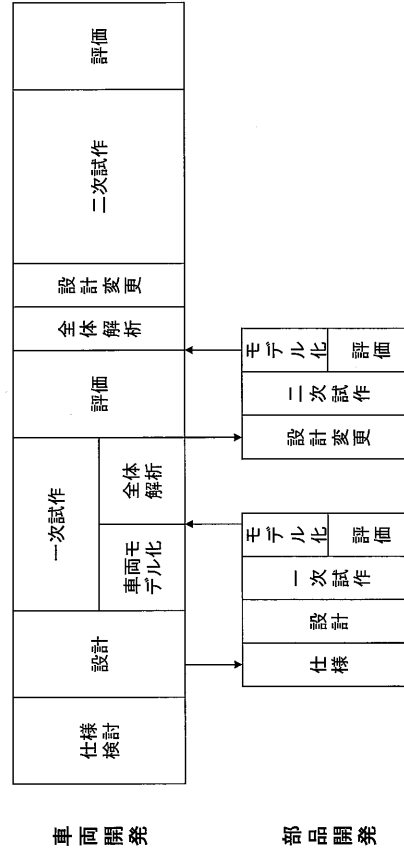 車両開発
仕様
検討
設計
一次試作
車両モ
デル化
全体
解析
評価
全体
解析
設計
変更
二次試作
評価
部品開発
仕様
設計
一次試作
モデル化
評価
設計変更
二次試作
モデル化
評価